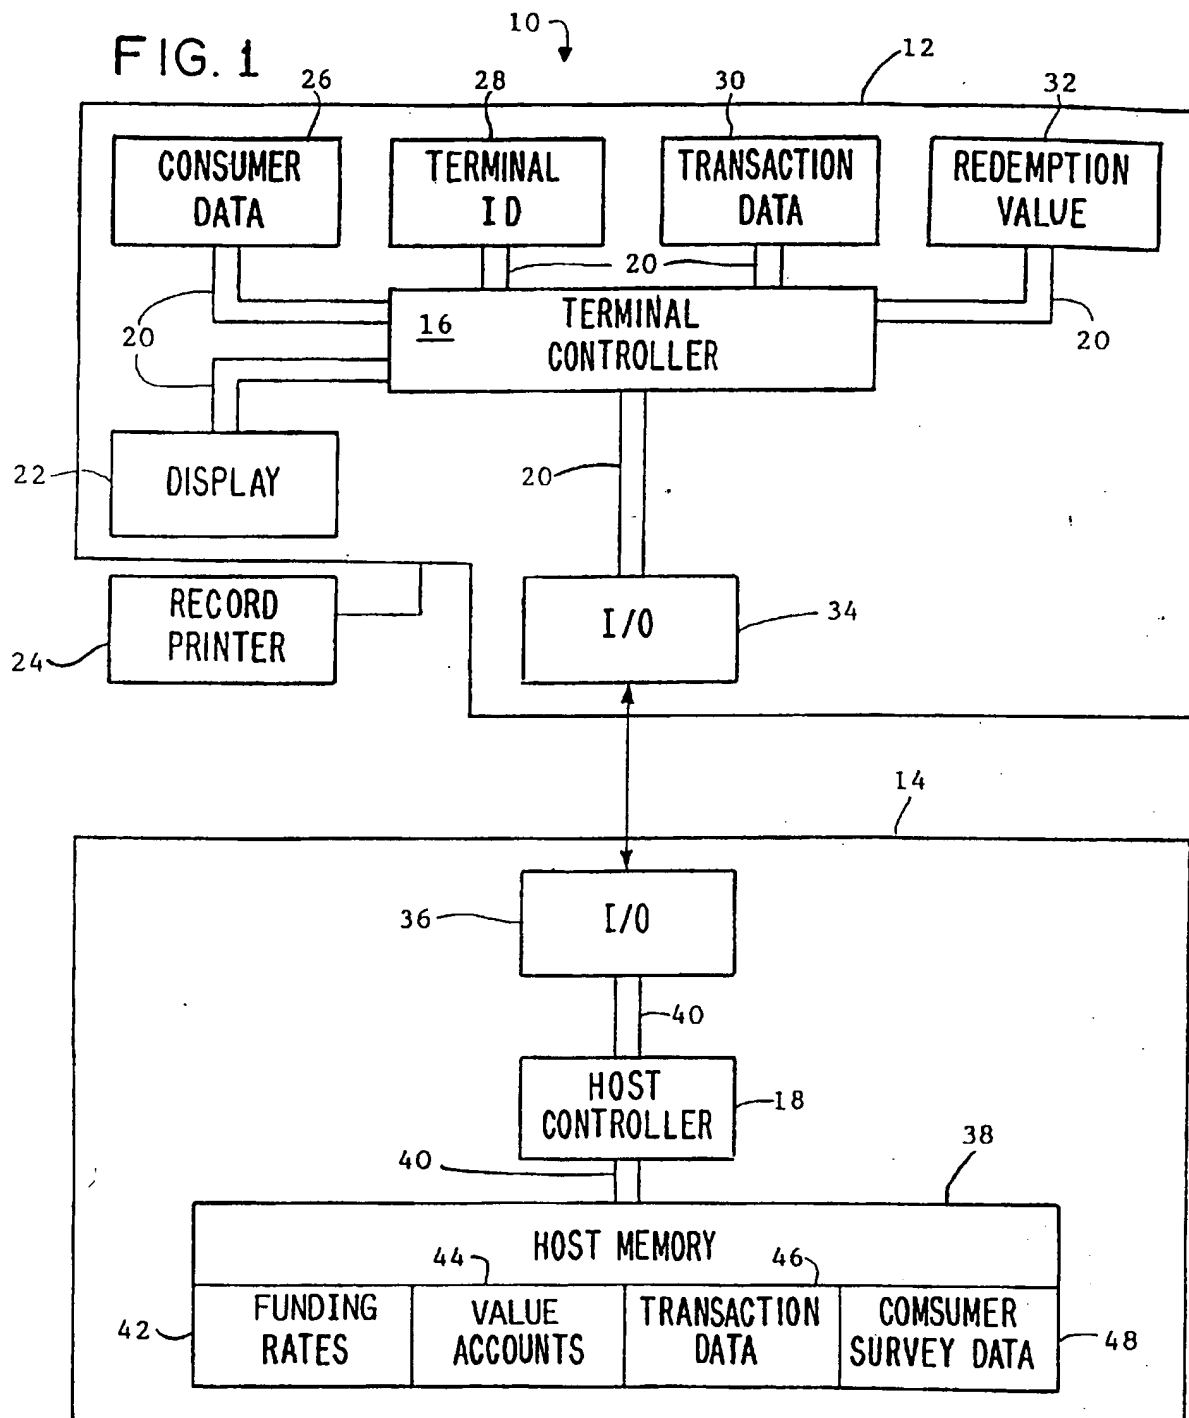 FIG. 1
10
12
26
28
30
32
CONSUMER
DATA
TERMINAL
ID
TRANSACTION
DATA
REDEMPTION
VALUE
20
20
20
16
TERMINAL
CONTROLLER
22
DISPLAY
20
24
RECORD
PRINTER
I/O
34
14
36
I/O
40
HOST
CONTROLLER
18
40
38
HOST MEMORY
44
46
42
FUNDING
RATES
VALUE
ACCOUNTS
TRANSACTION
DATA
COMSUMER
SURVEY DATA
48